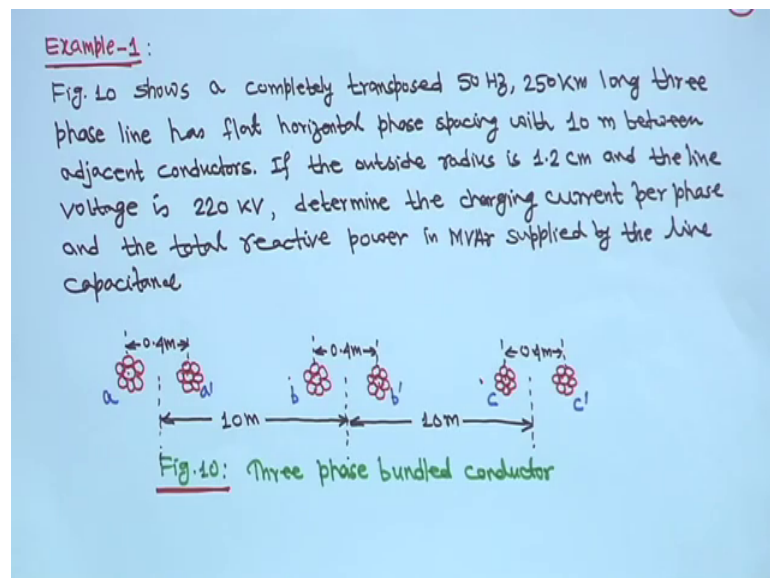 Example-1:
Fig. 10 shows a completely transposed 50 Hz, 250 Km long three
phase line has flat horizontal phase spacing with 10 m between
adjacent conductors. If the outside radius is 1.2 cm and the line
voltage is 220 KV, determine the charging current per phase
and the total reactive power in MVAr supplied by the line
capacitance
0.4m 0.4m 0.4m
a a' b b' c c'
10m 10m
Fig.10: Three phase bundled conductor